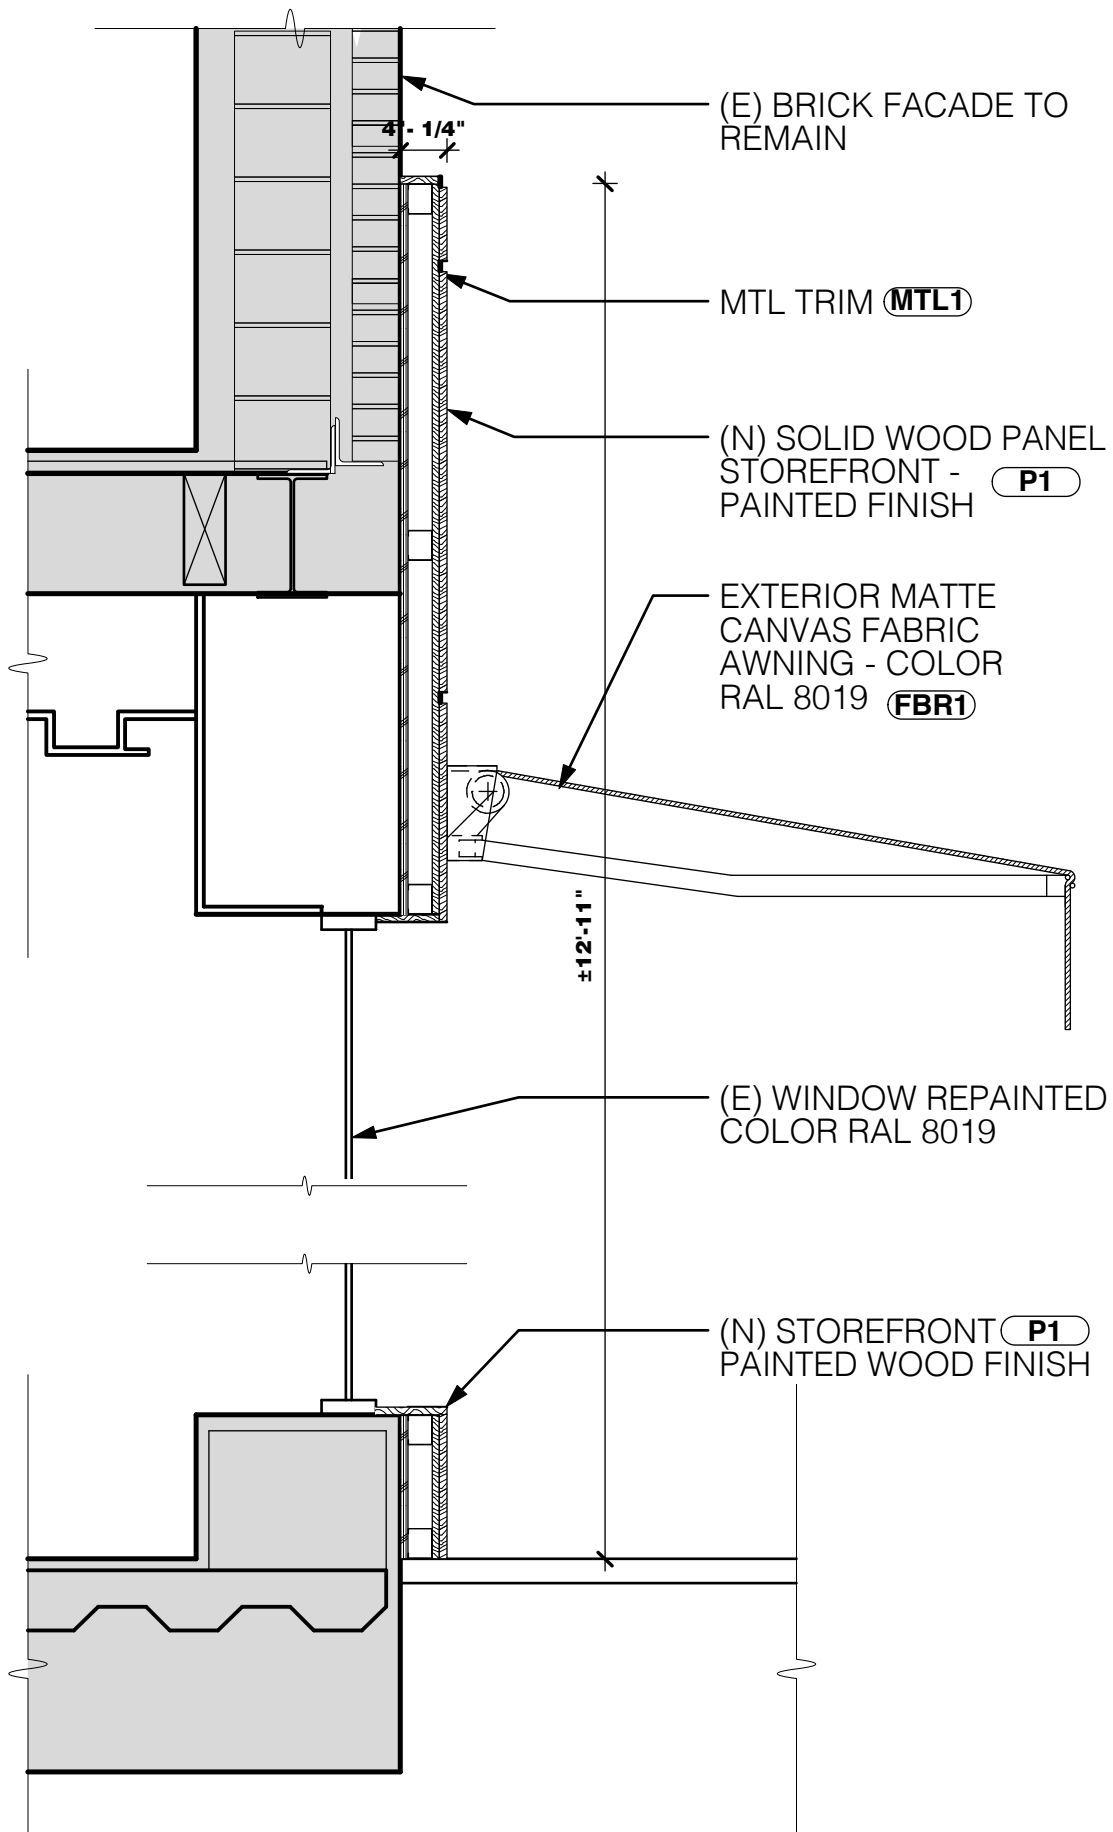 (E) BRICK FACADE TO
REMAIN
4"- 1/4"
MTL TRIM MTL1
(N) SOLID WOOD PANEL
STOREFRONT - P1
PAINTED FINISH
EXTERIOR MATTE
CANVAS FABRIC
AWNING - COLOR
RAL 8019 FBR1
±12'-11"
(E) WINDOW REPAINTED
COLOR RAL 8019
(N) STOREFRONT P1
PAINTED WOOD FINISH